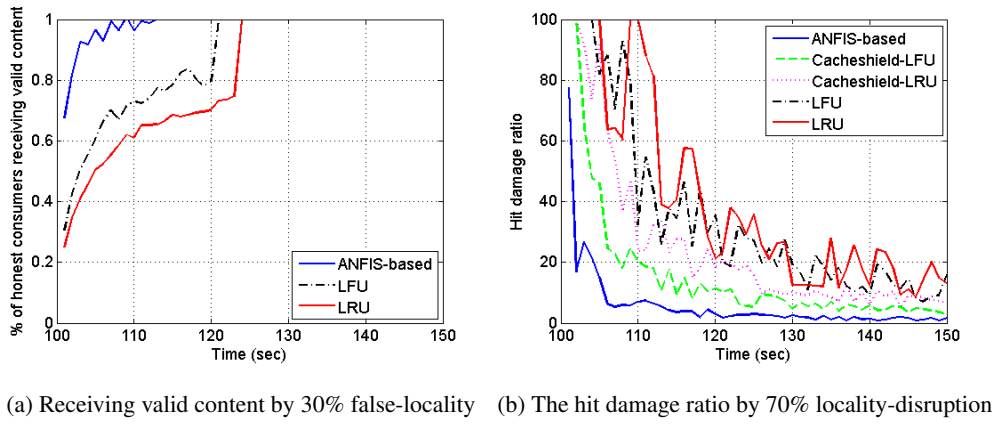 % of honest consumers receiving valid content
1
0.8
0.6
0.4
0.2
0
100
110
120
130
140
150
Time (sec)
ANFIS-based
LFU
LRU
Hit damage ratio
100
80
60
40
20
0
100
110
120
130
140
150
Time (sec)
ANFIS-based
Cacheshield-LFU
Cacheshield-LRU
LFU
LRU
(a) Receiving valid content by 30% false-locality
(b) The hit damage ratio by 70% locality-disruption